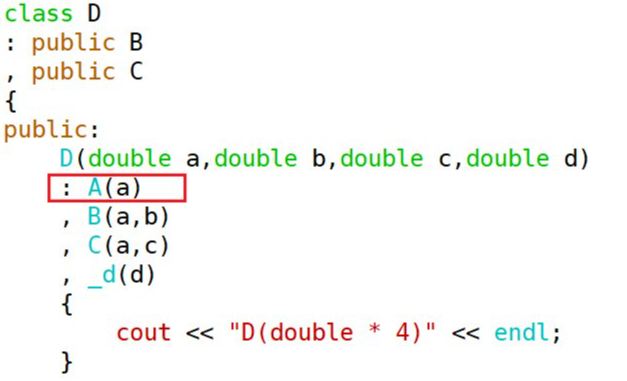 class D
: public B
, public C
{
public:
    D(double a,double b,double c,double d)
    : A(a)
    , B(a,b)
    , C(a,c)
    , _d(d)
    {
        cout << "D(double * 4)" << endl;
    }